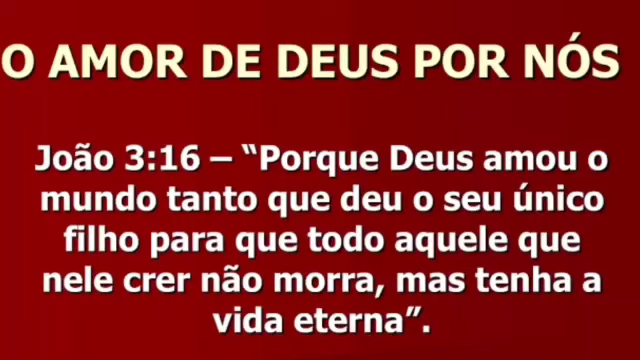 O AMOR DE DEUS POR NÓS
João 3:16 – “Porque Deus amou o
mundo tanto que deu o seu único
filho para que todo aquele que
nele crer não morra, mas tenha a
vida eterna”.